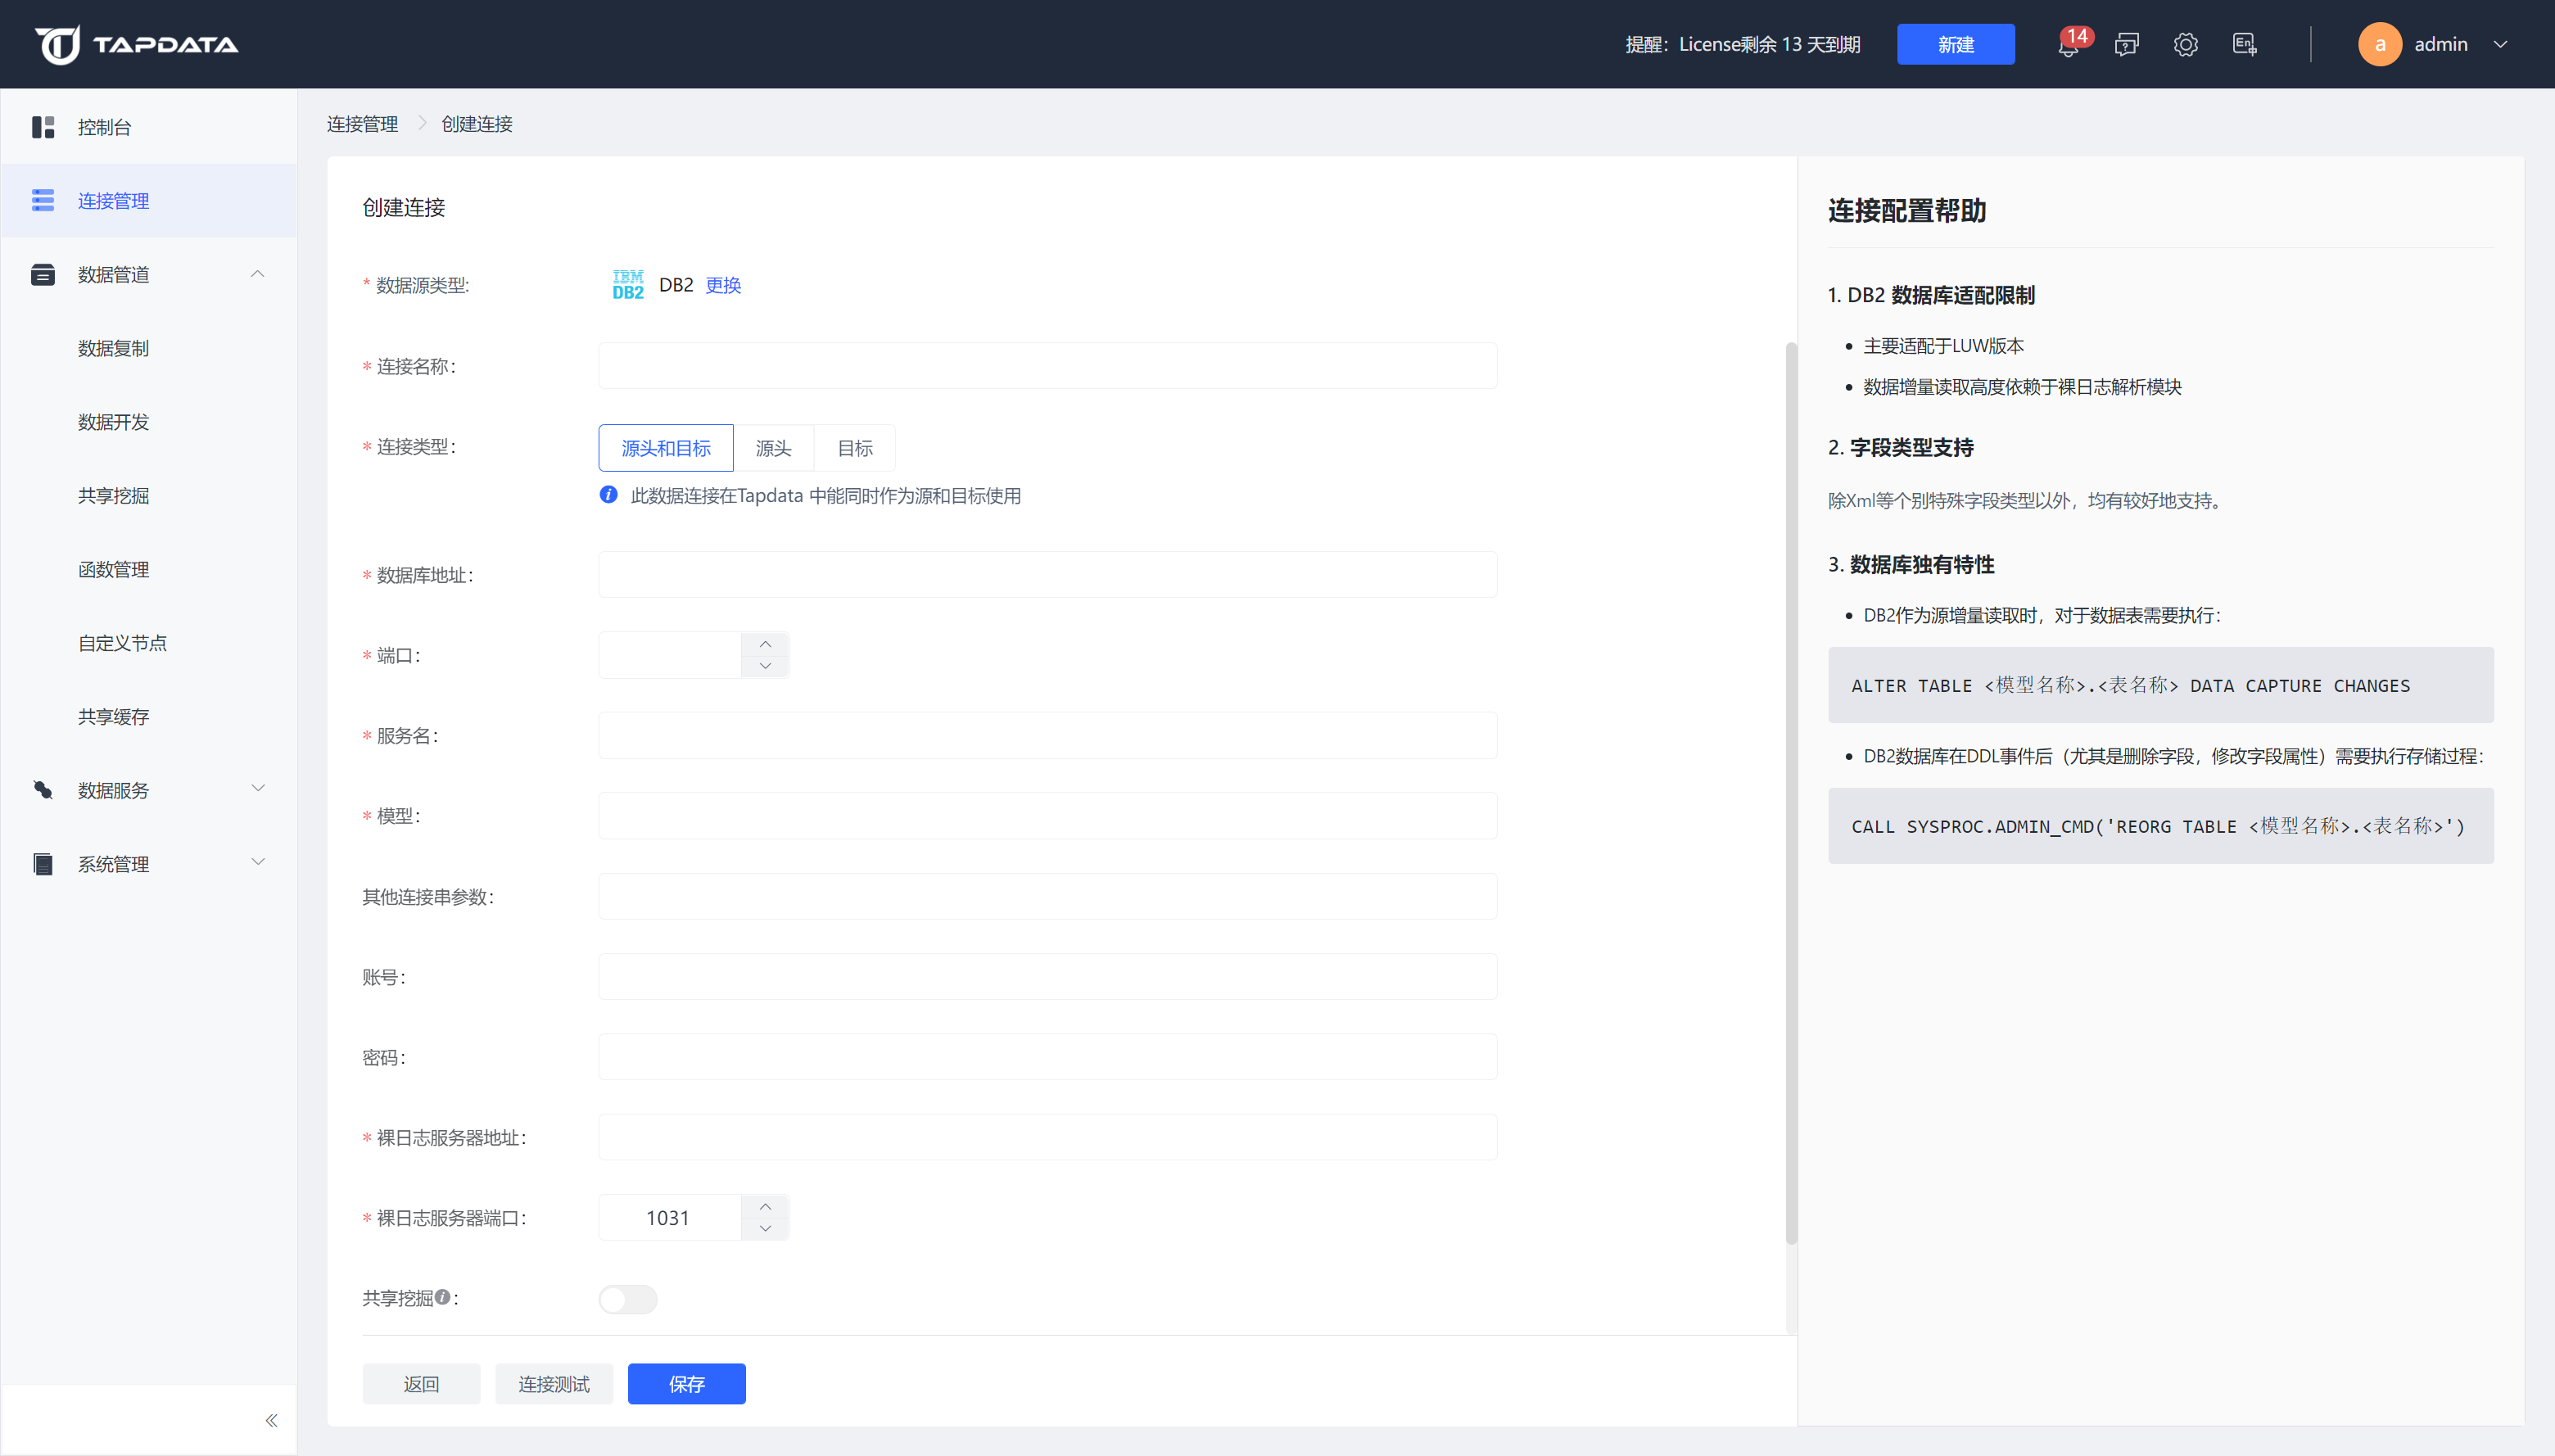 TAPDATA
提醒：License剩余 13 天到期
新建
14
En
a
admin
控制台
连接管理
数据管道
数据复制
数据开发
共享挖掘
函数管理
自定义节点
共享缓存
数据服务
系统管理
连接管理
创建连接
创建连接
* 数据源类型:
IBM
DB2
DB2
更换
* 连接名称:
* 连接类型:
源头和目标
源头
目标
此数据连接在Tapdata 中能同时作为源和目标使用
* 数据库地址:
* 端口:
* 服务名:
* 模型:
其他连接串参数:
账号:
密码:
* 裸日志服务器地址:
* 裸日志服务器端口:
1031
共享挖掘 :
返回
连接测试
保存
连接配置帮助
1. DB2 数据库适配限制
• 主要适配于LUW版本
• 数据增量读取高度依赖于裸日志解析模块
2. 字段类型支持
除Xml等个别特殊字段类型以外，均有较好地支持。
3. 数据库独有特性
• DB2作为源增量读取时，对于数据表需要执行：
ALTER TABLE <模型名称>.<表名称> DATA CAPTURE CHANGES
• DB2数据库在DDL事件后（尤其是删除字段，修改字段属性）需要执行存储过程：
CALL SYSPROC.ADMIN_CMD('REORG TABLE <模型名称>.<表名称>')